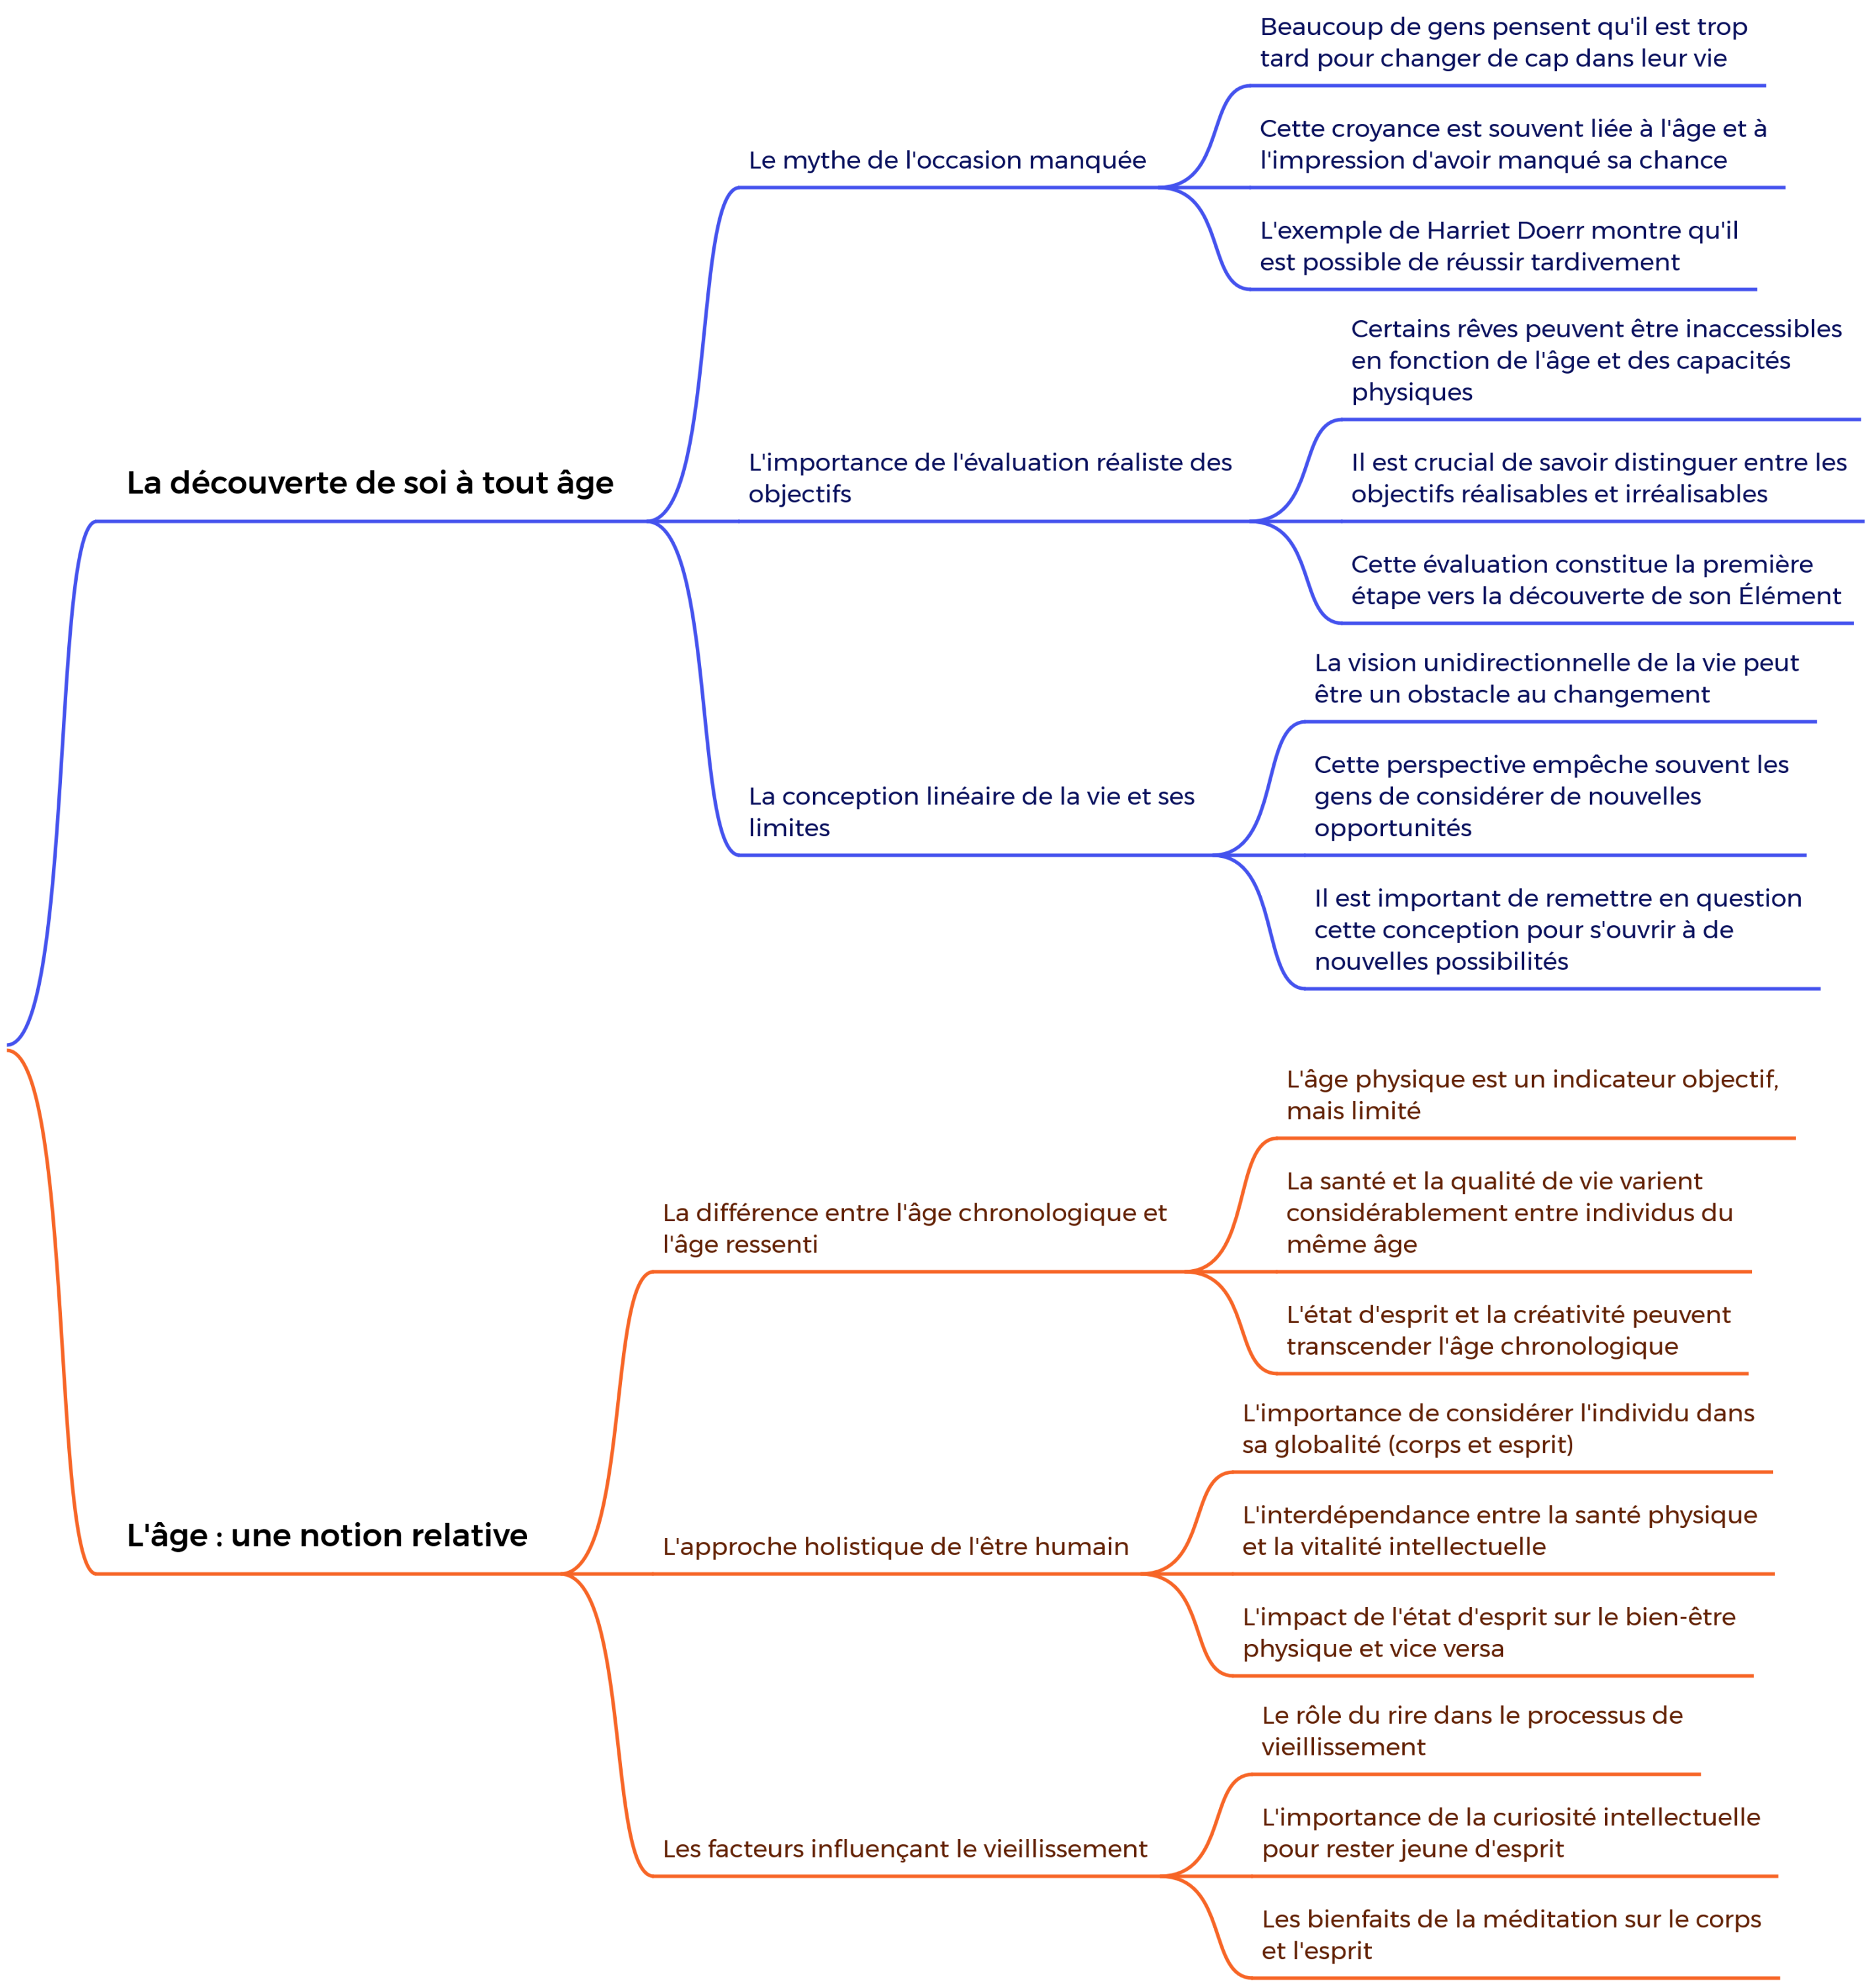 La découverte de soi à tout âge
Le mythe de l'occasion manquée
Beaucoup de gens pensent qu'il est trop
tard pour changer de cap dans leur vie
Cette croyance est souvent liée à l'âge et à
l'impression d'avoir manqué sa chance
L'exemple de Harriet Doerr montre qu'il
est possible de réussir tardivement
L'importance de l'évaluation réaliste des
objectifs
Certains rêves peuvent être inaccessibles
en fonction de l'âge et des capacités
physiques
Il est crucial de savoir distinguer entre les
objectifs réalisables et irréalisables
Cette évaluation constitue la première
étape vers la découverte de son Élément
La conception linéaire de la vie et ses
limites
La vision unidirectionnelle de la vie peut
être un obstacle au changement
Cette perspective empêche souvent les
gens de considérer de nouvelles
opportunités
Il est important de remettre en question
cette conception pour s'ouvrir à de
nouvelles possibilités
L'âge : une notion relative
La différence entre l'âge chronologique et
l'âge ressenti
L'âge physique est un indicateur objectif,
mais limité
La santé et la qualité de vie varient
considérablement entre individus du
même âge
L'état d'esprit et la créativité peuvent
transcender l'âge chronologique
L'approche holistique de l'être humain
L'importance de considérer l'individu dans
sa globalité (corps et esprit)
L'interdépendance entre la santé physique
et la vitalité intellectuelle
L'impact de l'état d'esprit sur le bien-être
physique et vice versa
Les facteurs influençant le vieillissement
Le rôle du rire dans le processus de
vieillissement
L'importance de la curiosité intellectuelle
pour rester jeune d'esprit
Les bienfaits de la méditation sur le corps
et l'esprit